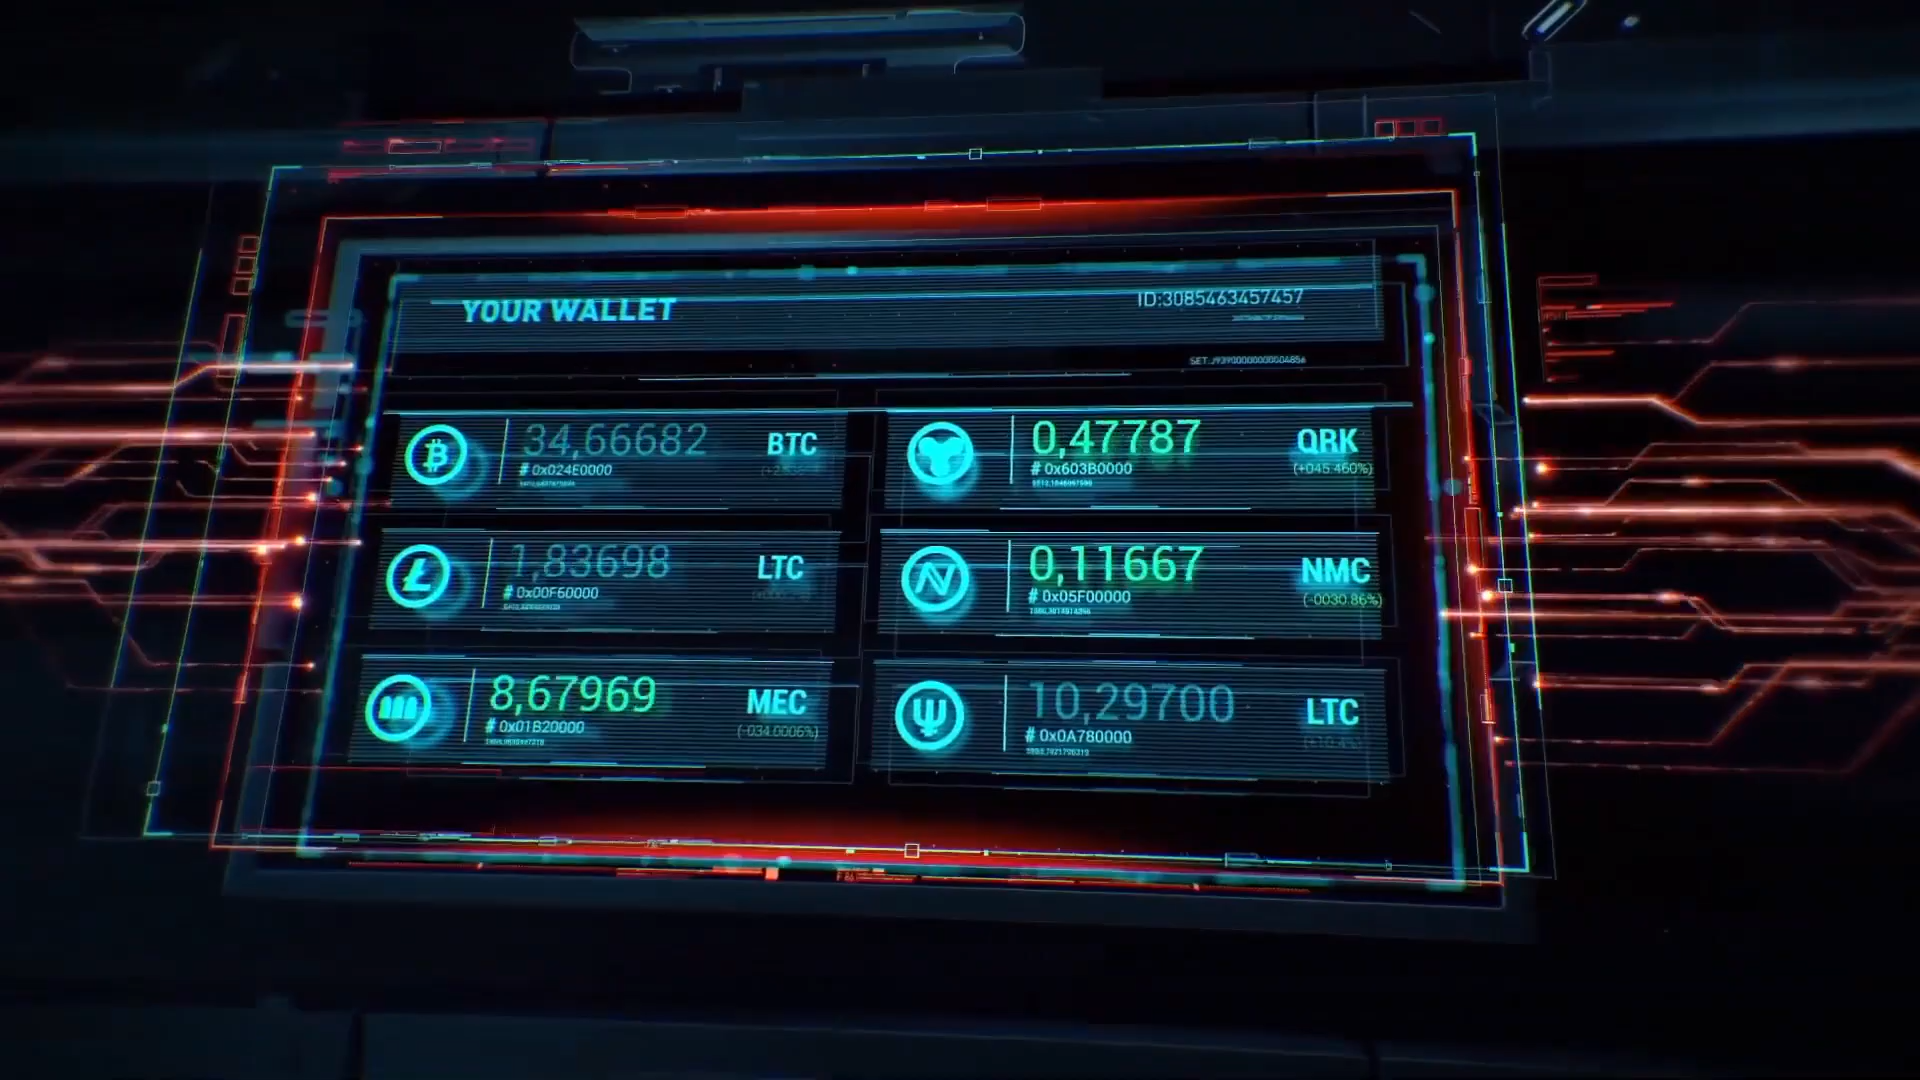 YOUR WALLET
ID:3085463457457
34,66682
BTC
# 0x024E0000
0,47787
QRK
# 0x603B0000
(+045.460%)
1,83698
LTC
# 0x00F60000
0,11667
NMC
# 0x05F00000
(-0030.86%)
8,67969
MEC
# 0x01B20000
(-034.0006%)
10,29700
LTC
# 0x0A780000